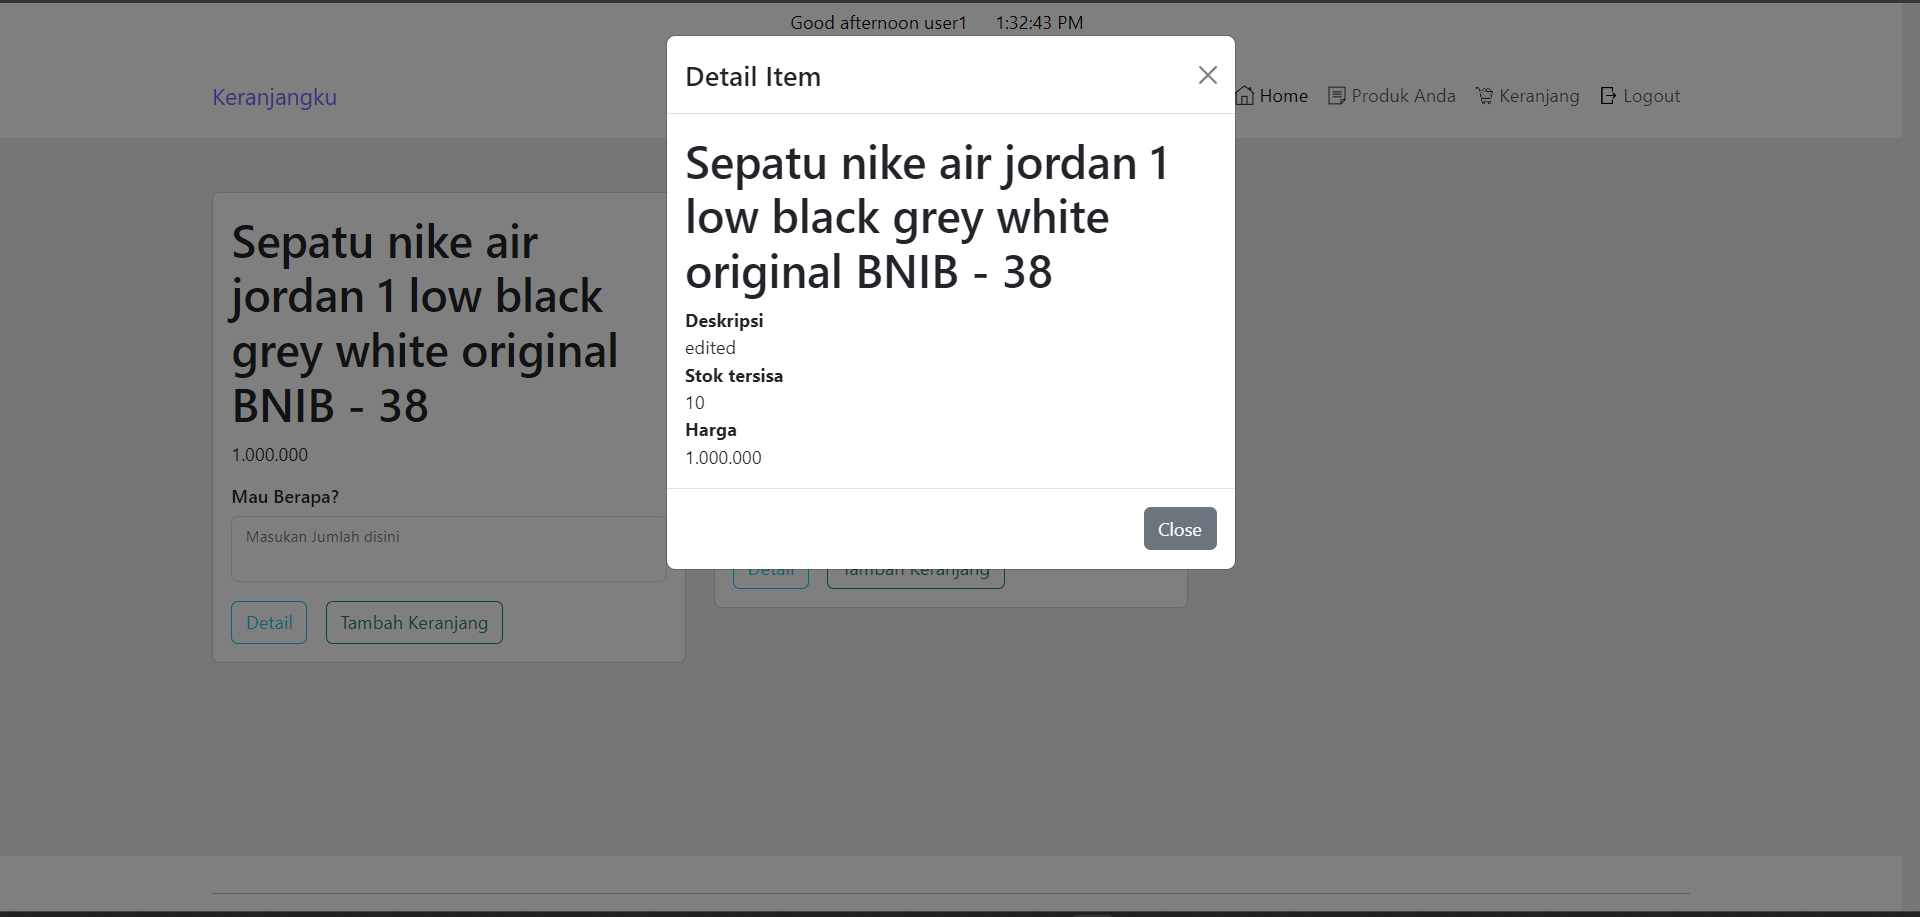 Good afternoon user1 1:32:43 PM
Keranjangku
Home Produk Anda Keranjang Logout
Detail Item
Sepatu nike air jordan 1
low black grey white
original BNIB - 38
Deskripsi
edited
Stok tersisa
10
Harga
1.000.000
Close
Sepatu nike air
jordan 1 low black
grey white original
BNIB - 38
1.000.000
Mau Berapa?
Masukan Jumlah disini
Detail Tambah Keranjang
Detail Tambah Keranjang